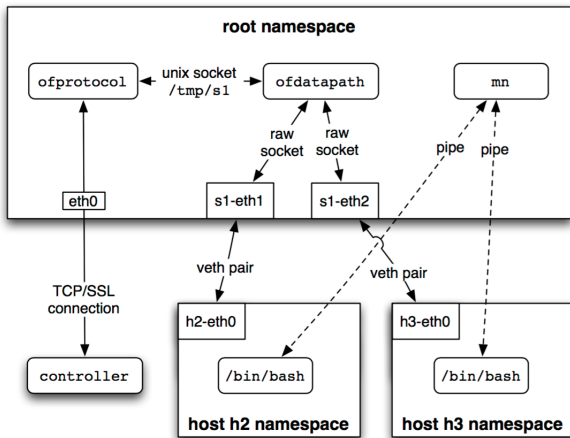 root namespace
ofprotocol
unix socket
/tmp/s1
ofdatapath
mn
raw
socket
raw
socket
pipe
pipe
eth0
s1-eth1
s1-eth2
veth pair
veth pair
TCP/SSL
connection
h2-eth0
h3-eth0
controller
/bin/bash
/bin/bash
host h2 namespace
host h3 namespace